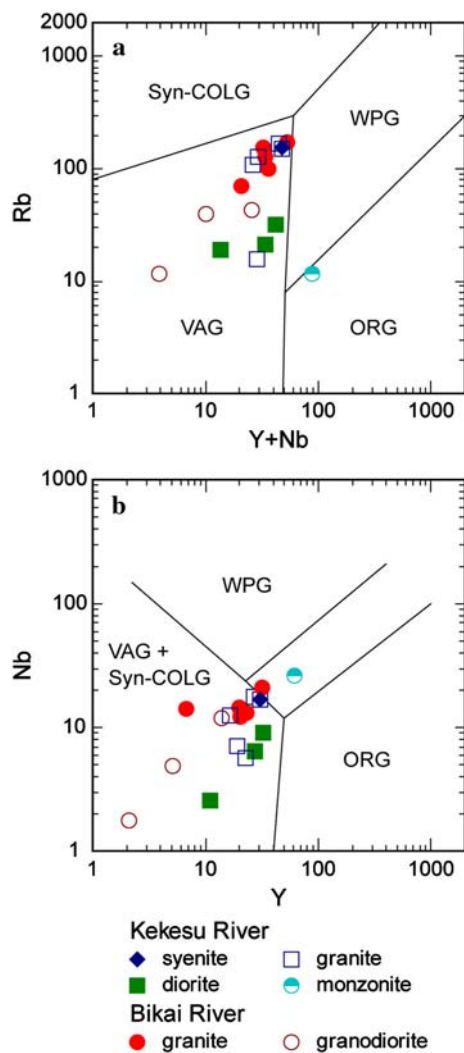 2000
1000
a
Syn-COLG
WPG
100
Rb
10
VAG
ORG
1
1 10 100 1000
Y+Nb
1000
b
WPG
100
VAG +
Syn-COLG
Nb
10
ORG
1
1 10 100 1000
Y
Kekesu River
syenite granite
diorite monzonite
Bikai River
granite granodiorite